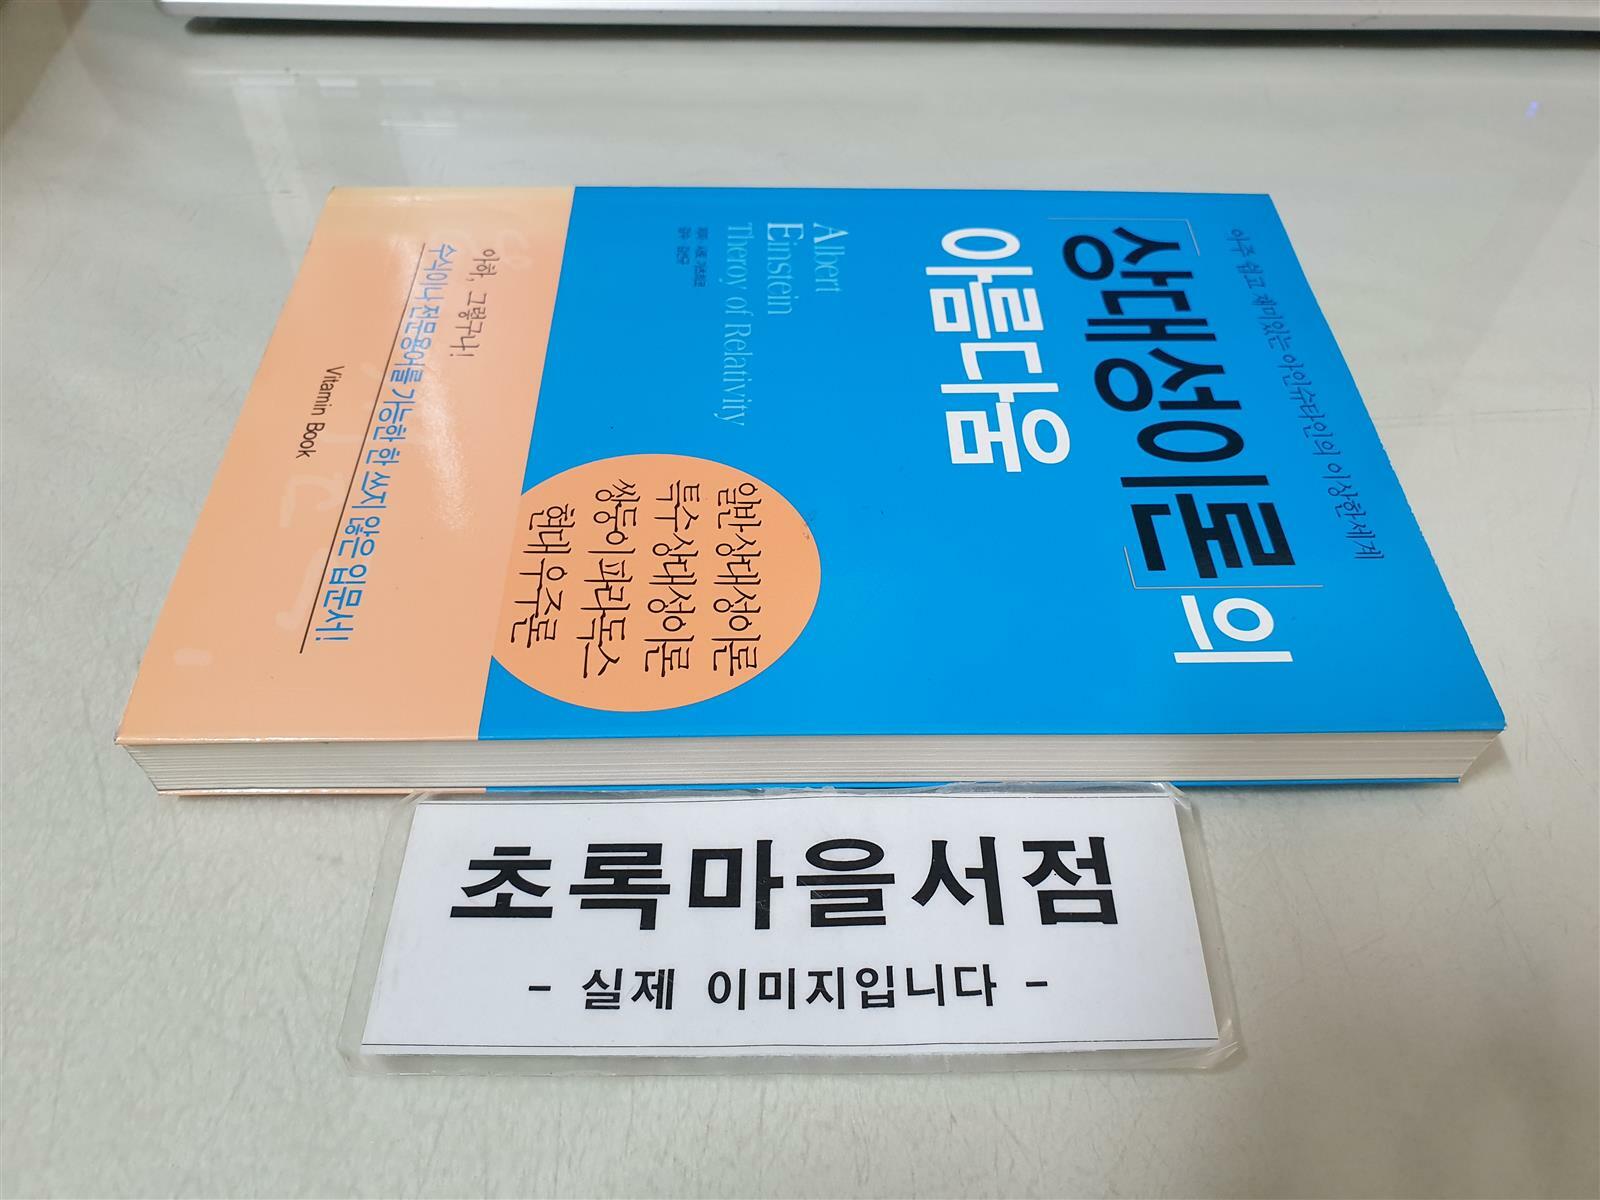 아주 쉽고 재미있는 아인슈타인의 이상한세계
「상대성이론」의
아름다움
Albert
Einstein
Theroy of Relativity
일반상대성이론
특수상대성이론
쌍둥이파라독스
현대우주론
아하, 그렇구나!
수식이나 전문용어를 가능한 한 쓰지 않은 입문서!
Vitamin Book
초록마을서점
- 실제 이미지입니다 -